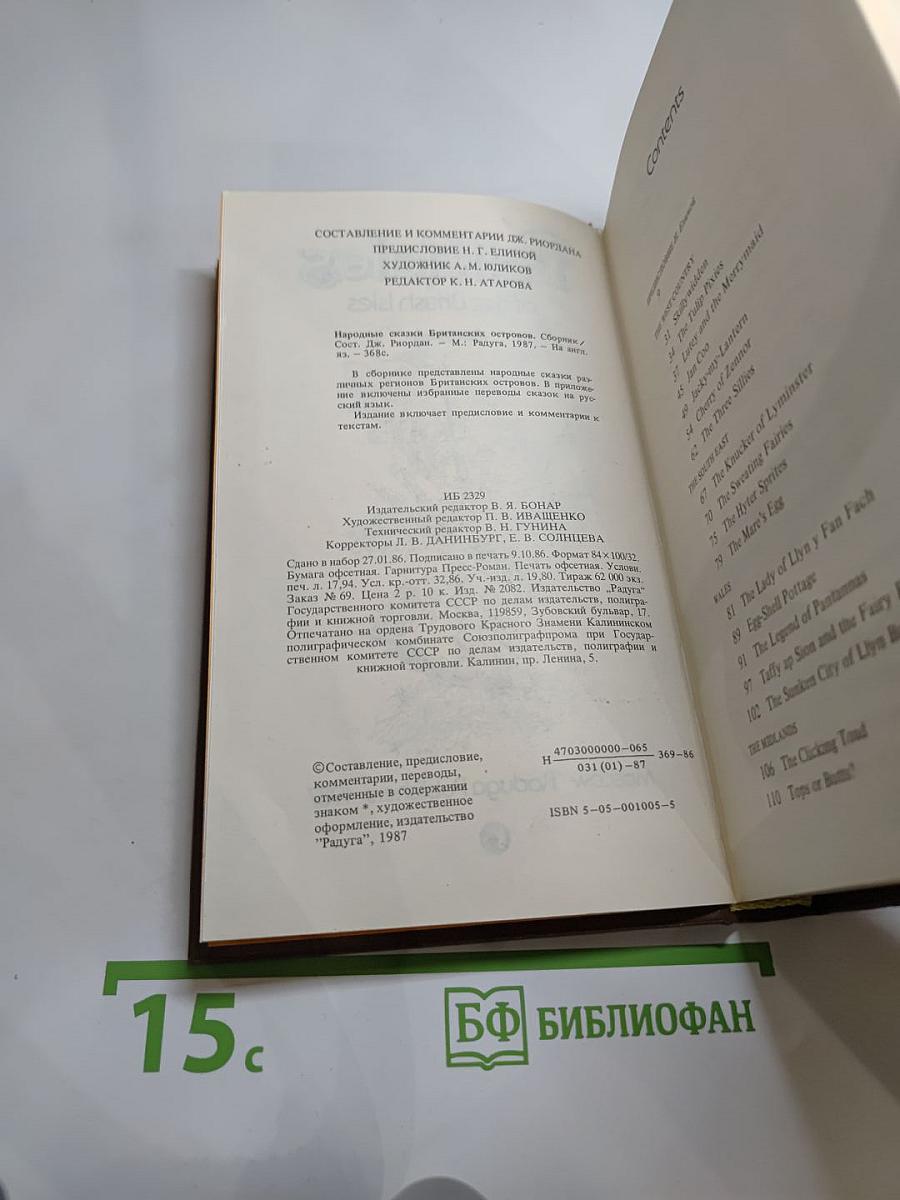 СОСТАВЛЕНИЕ И КОММЕНТАРИИ ДЖ. РИОРДАНА
ПРЕДИСЛОВИЕ Н. Г. ЕЛИНОЙ
ХУДОЖНИК А. М. ЮЛИКОВ
РЕДАКТОР К. Н. АТАРОВА
Народные сказки Британских островов. Сборник/
Сост. Дж. Риордан. – М.: Радуга, 1987, – На англ.
яз. – 368с.
В сборнике представлены народные сказки раз-
личных регионов Британских островов. В приложе-
ние включены избранные переводы сказок на рус-
ский язык.
Издание включает предисловие и комментарии к
текстам.
ИБ 2329
Издательский редактор В. Я. БОНАР
Художественный редактор П. В. ИВАЩЕНКО
Технический редактор В. Н. ГУНИНА
Корректоры Л. В. ДАНИНБУРГ, Е. В. СОЛНЦЕВА
Сдано в набор 27.01.86. Подписано в печать 9.10.86. Формат 84×100/32
Бумага офсетная. Гарнитура Пресс-Роман. Печать офсетная. Условн.
печ. л. 17,94. Усл. кр.-отт. 32,86. Уч.-изд. л. 19,80. Тираж 62 000 экз.
Заказ № 69. Цена 2 р. 10 к. Изд. № 2082. Издательство „Радуга"
Государственного комитета СССР по делам издательств, полигра-
фии и книжной торговли. Москва, 119859, Зубовский бульвар, 17.
Отпечатано на ордена Трудового Красного Знамени Калининском
полиграфическом комбинате Союзполиграфпрома при Государ-
ственном комитете СССР по делам издательств, полиграфии и
книжной торговли. Калинин, пр. Ленина, 5.
©Составление, предисловие,
комментарии, переводы,
отмеченные в содержании
знаком *, художественное
оформление, издательство
"Радуга", 1987
Н 4703000000–065 369–86
031 (01) –87
ISBN 5–05–001005–5
Contents
9
THE WEST COUNTRY
31 Skillywidden
34 The Tulip Pixies
37 Lutey and the Merrymaid
45 Jan Coo
49 Jacky-my-Lantern
54 Cherry of Zennor
62 The Three Sillies
THE SOUTH EAST
67 The Knucker of Lyminster
70 The Sweating Fairies
75 The Hyter Sprites
79 The Mare's Egg
WALES
81 The Lady of Llyn y Fan Fach
89 Egg-Shell Pottage
91 The Legend of Pantannas
97 Taffy ap Sion and the Fairy
102 The Sunken City of Llyn
THE MIDLANDS
106 The Clicking Toad
110 Tops or Butts?
15 с
БФ БИБЛИОФАН